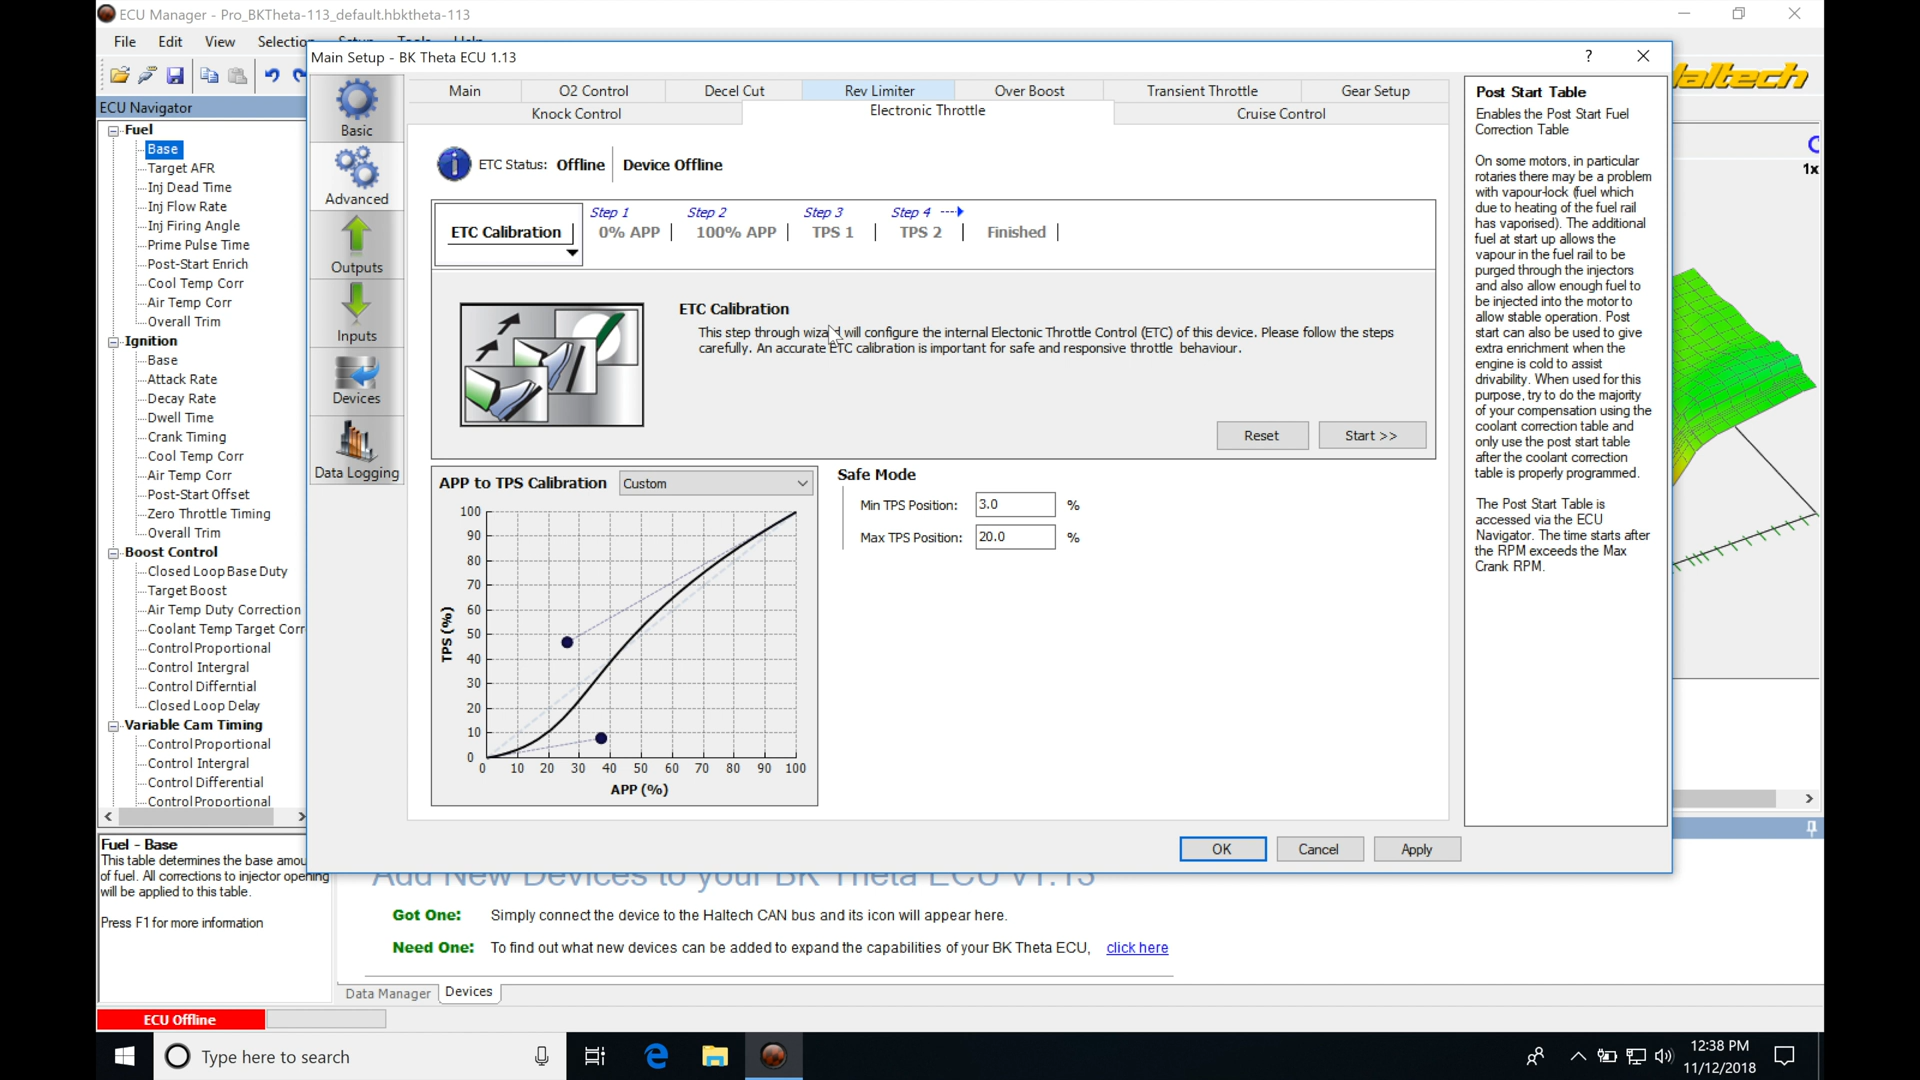 ECU Manager - Pro_BKTheta-113_default.hbktheta-113
File Edit View Selection Setup Tools Help
Main Setup - BK Theta ECU 1.13
?
ECU Navigator
Fuel
Base
Target AFR
Inj Dead Time
Inj Flow Rate
Inj Firing Angle
Prime Pulse Time
Post-Start Enrich
Cool Temp Corr
Air Temp Corr
Overall Trim
Ignition
Base
Attack Rate
Decay Rate
Dwell Time
Crank Timing
Cool Temp Corr
Air Temp Corr
Post-Start Offset
Zero Throttle Timing
Overall Trim
Boost Control
Closed Loop Base Duty
Target Boost
Air Temp Duty Correction
Coolant Temp Target Corr
Control Proportional
Control Intergral
Control Differntial
Closed Loop Delay
Variable Cam Timing
Control Proportional
Control Intergral
Control Differential
Control Proportional
Fuel - Base
This table determines the base amou
of fuel. All corrections to injector opening
will be applied to this table.
Press F1 for more information
ECU Offline
Basic
Advanced
Outputs
Inputs
Devices
Data Logging
Main O2 Control Decel Cut Rev Limiter Over Boost Transient Throttle Gear Setup
Knock Control Electronic Throttle Cruise Control
ETC Status: Offline Device Offline
Step 1 Step 2 Step 3 Step 4
ETC Calibration 0% APP 100% APP TPS 1 TPS 2 Finished
ETC Calibration
This step through wizard will configure the internal Electonic Throttle Control (ETC) of this device. Please follow the steps
carefully. An accurate ETC calibration is important for safe and responsive throttle behaviour.
Reset Start >>
APP to TPS Calibration Custom
100
90
80
70
60
50
40
30
20
10
0
TPS (%)
0 10 20 30 40 50 60 70 80 90 100
APP (%)
Safe Mode
Min TPS Position: 3.0 %
Max TPS Position: 20.0 %
OK Cancel Apply
Post Start Table
Enables the Post Start Fuel
Correction Table
On some motors, in particular
rotaries there may be a problem
with vapour-lock (fuel which
due to heating of the fuel rail
has vaporised). The additional
fuel at start up allows the
vapour in the fuel rail to be
purged through the injectors
and also allow enough fuel to
be injected into the motor to
allow stable operation. Post
start can also be used to give
extra enrichment when the
engine is cold to assist
drivability. When used for this
purpose, try to do the majority
of your compensation using the
coolant correction table and
only use the post start table
after the coolant correction
table is properly programmed.
The Post Start Table is
accessed via the ECU
Navigator. The time starts after
the RPM exceeds the Max
Crank RPM.
Haltech
1x
Add New Devices to your BK Theta ECU V1.13
Got One: Simply connect the device to the Haltech CAN bus and its icon will appear here.
Need One: To find out what new devices can be added to expand the capabilities of your BK Theta ECU, click here
Data Manager Devices
Type here to search
12:38 PM
11/12/2018